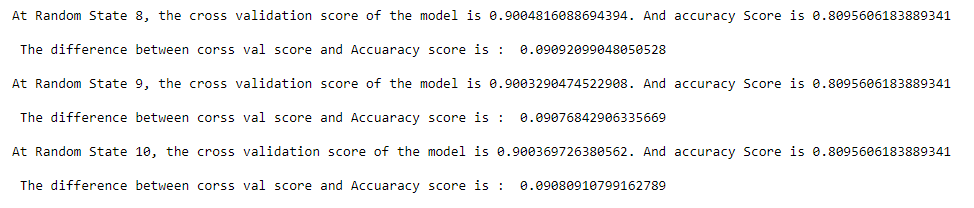 At Random State 8, the cross validation score of the model is 0.9004816088694394. And accuracy Score is 0.8095606183889341
The difference between corss val score and Accuaracy score is :  0.09092099048050528
At Random State 9, the cross validation score of the model is 0.9003290474522908. And accuracy Score is 0.8095606183889341
The difference between corss val score and Accuaracy score is :  0.09076842906335669
At Random State 10, the cross validation score of the model is 0.900369726380562. And accuracy Score is 0.8095606183889341
The difference between corss val score and Accuaracy score is :  0.09080910799162789